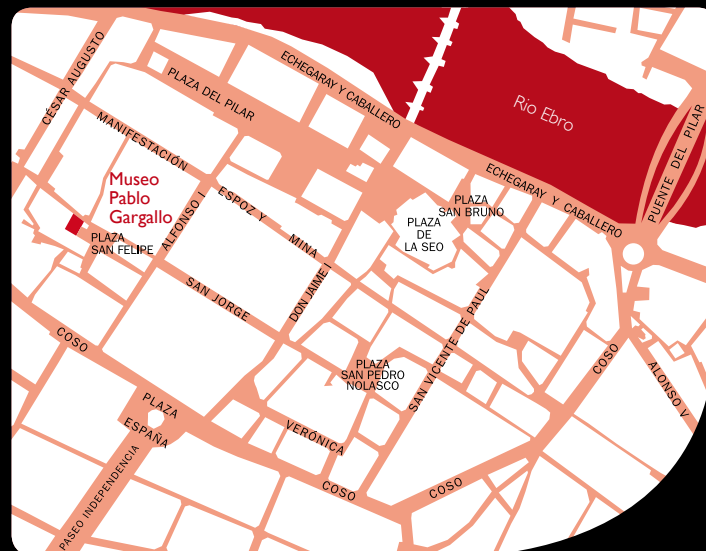 CÉSAR AUGUSTO
PLAZA DEL PILAR
ECHEGARAY Y CABALLERO
Rio Ebro
PUENTE DEL PILAR
MANIFESTACIÓN
Museo
Pablo
Gargallo
ALFONSO I
ESPOZ Y MINA
PLAZA
SAN BRUNO
ECHEGARAY Y CABALLERO
PLAZA
DE
LA SEO
PLAZA
SAN FELIPE
SAN JORGE
DON JAIME I
SAN VICENTE DE PAUL
COSO
PLAZA
SAN PEDRO
NOLASCO
COSO
ALONSO V
PLAZA
ESPAÑA
VERÓNICA
PASEO INDEPENDENCIA
COSO
COSO